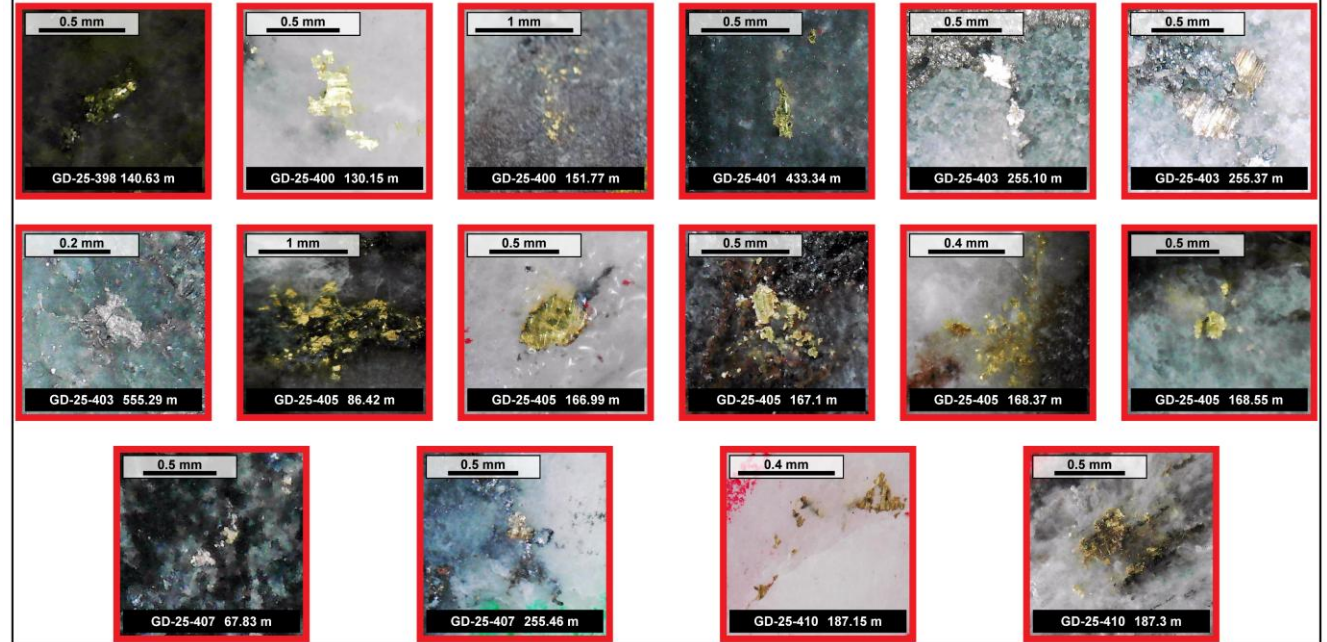 0.5 mm
GD-25-398 140.63 m
0.5 mm
GD-25-400 130.15 m
1 mm
GD-25-400 151.77 m
0.5 mm
GD-25-401 433.34 m
0.5 mm
GD-25-403 255.10 m
0.5 mm
GD-25-403 255.37 m
0.2 mm
GD-25-403 555.29 m
1 mm
GD-25-405 86.42 m
0.5 mm
GD-25-405 166.99 m
0.5 mm
GD-25-405 167.1 m
0.4 mm
GD-25-405 168.37 m
0.5 mm
GD-25-405 168.55 m
0.5 mm
GD-25-407 67.83 m
0.5 mm
GD-25-407 255.46 m
0.4 mm
GD-25-410 187.15 m
0.5 mm
GD-25-410 187.3 m